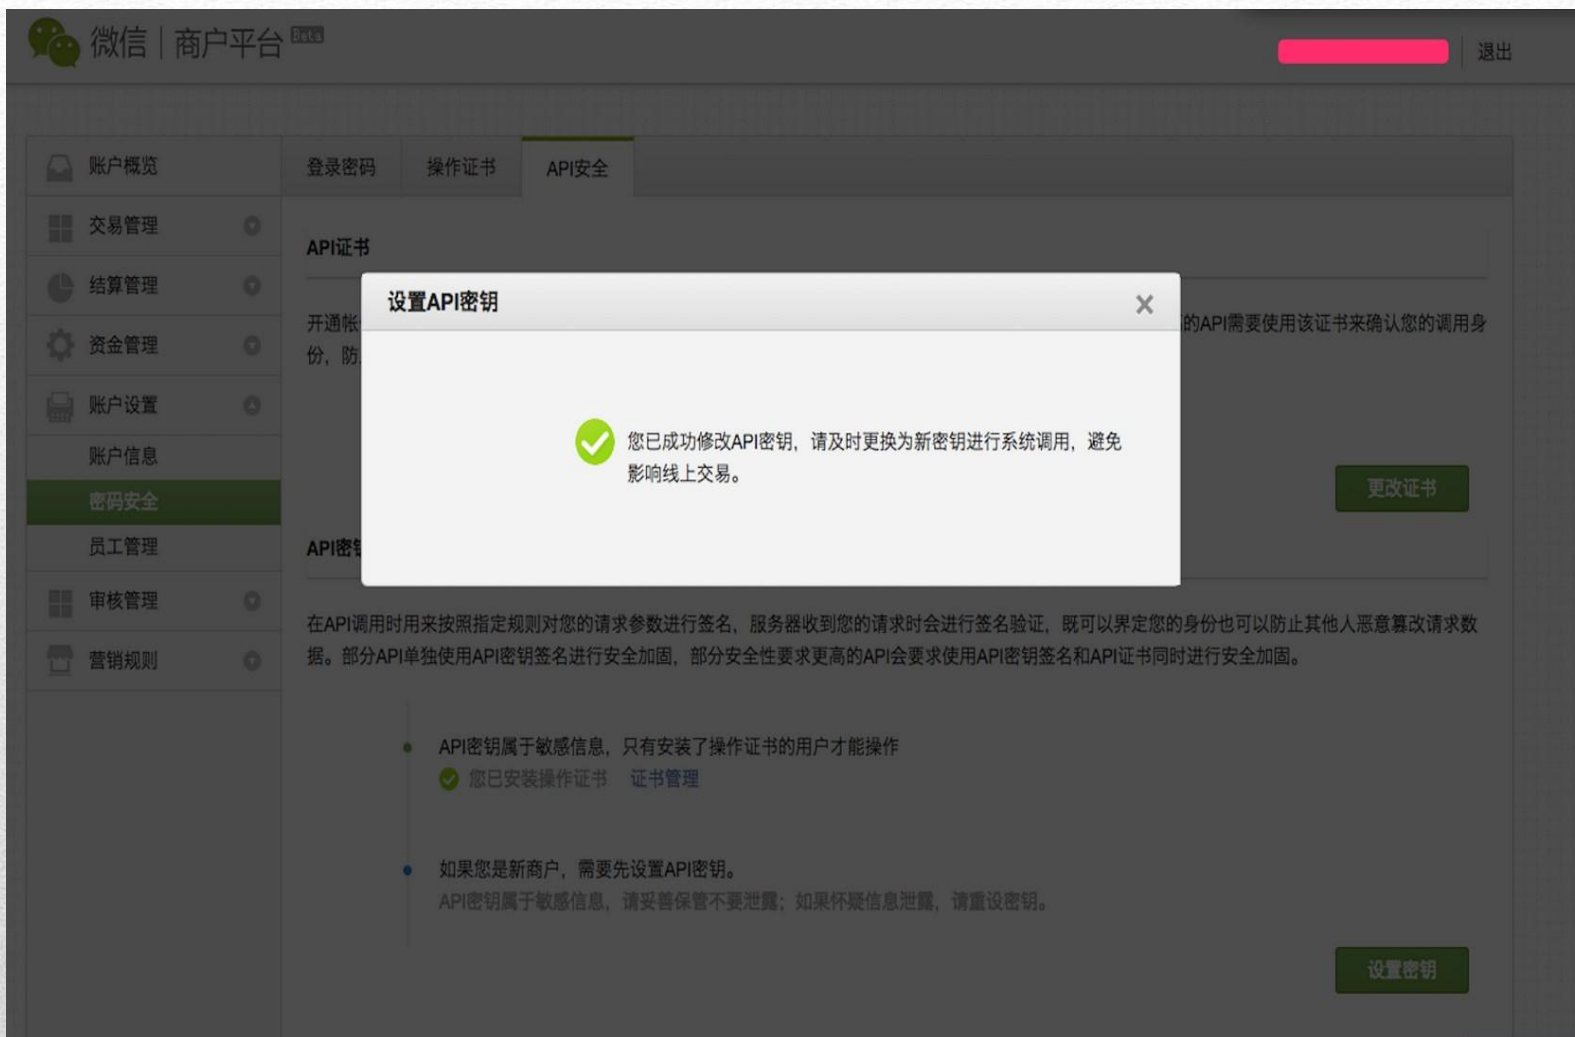 微信 | 商户平台 Beta
退出
账户概览
交易管理
结算管理
资金管理
账户设置
账户信息
密码安全
员工管理
审核管理
营销规则
登录密码 操作证书 API安全
API证书
开通帐
的API需要使用该证书来确认您的调用身
份，防
设置API密钥
您已成功修改API密钥，请及时更换为新密钥进行系统调用，避免
影响线上交易。
更改证书
API密
在API调用时用来按照指定规则对您的请求参数进行签名，服务器收到您的请求时会进行签名验证，既可以界定您的身份也可以防止其他人恶意篡改请求数
据。部分API单独使用API密钥签名进行安全加固，部分安全性要求更高的API会要求使用API密钥签名和API证书同时进行安全加固。
API密钥属于敏感信息，只有安装了操作证书的用户才能操作
您已安装操作证书 证书管理
如果您是新商户，需要先设置API密钥。
API密钥属于敏感信息，请妥善保管不要泄露；如果怀疑信息泄露，请重设密钥。
设置密钥